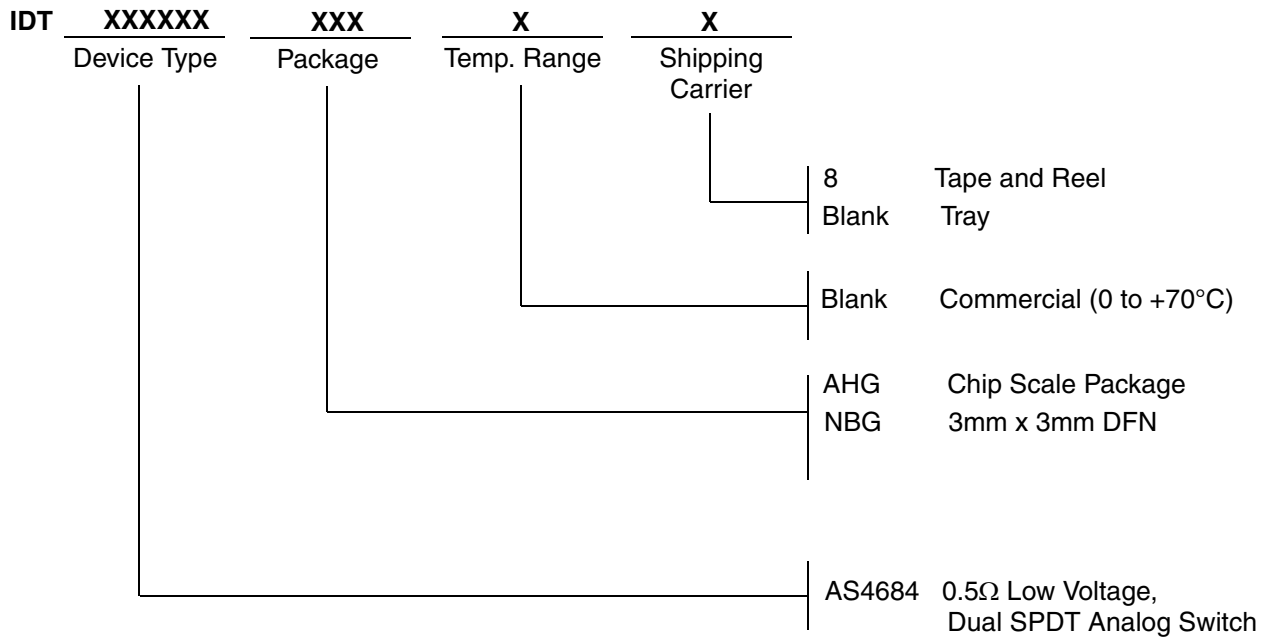 IDT XXXXXX XXX X X
Device Type Package Temp. Range Shipping
Carrier
8 Tape and Reel
Blank Tray
Blank Commercial (0 to +70°C)
AHG Chip Scale Package
NBG 3mm x 3mm DFN
AS4684 0.5Ω Low Voltage,
Dual SPDT Analog Switch